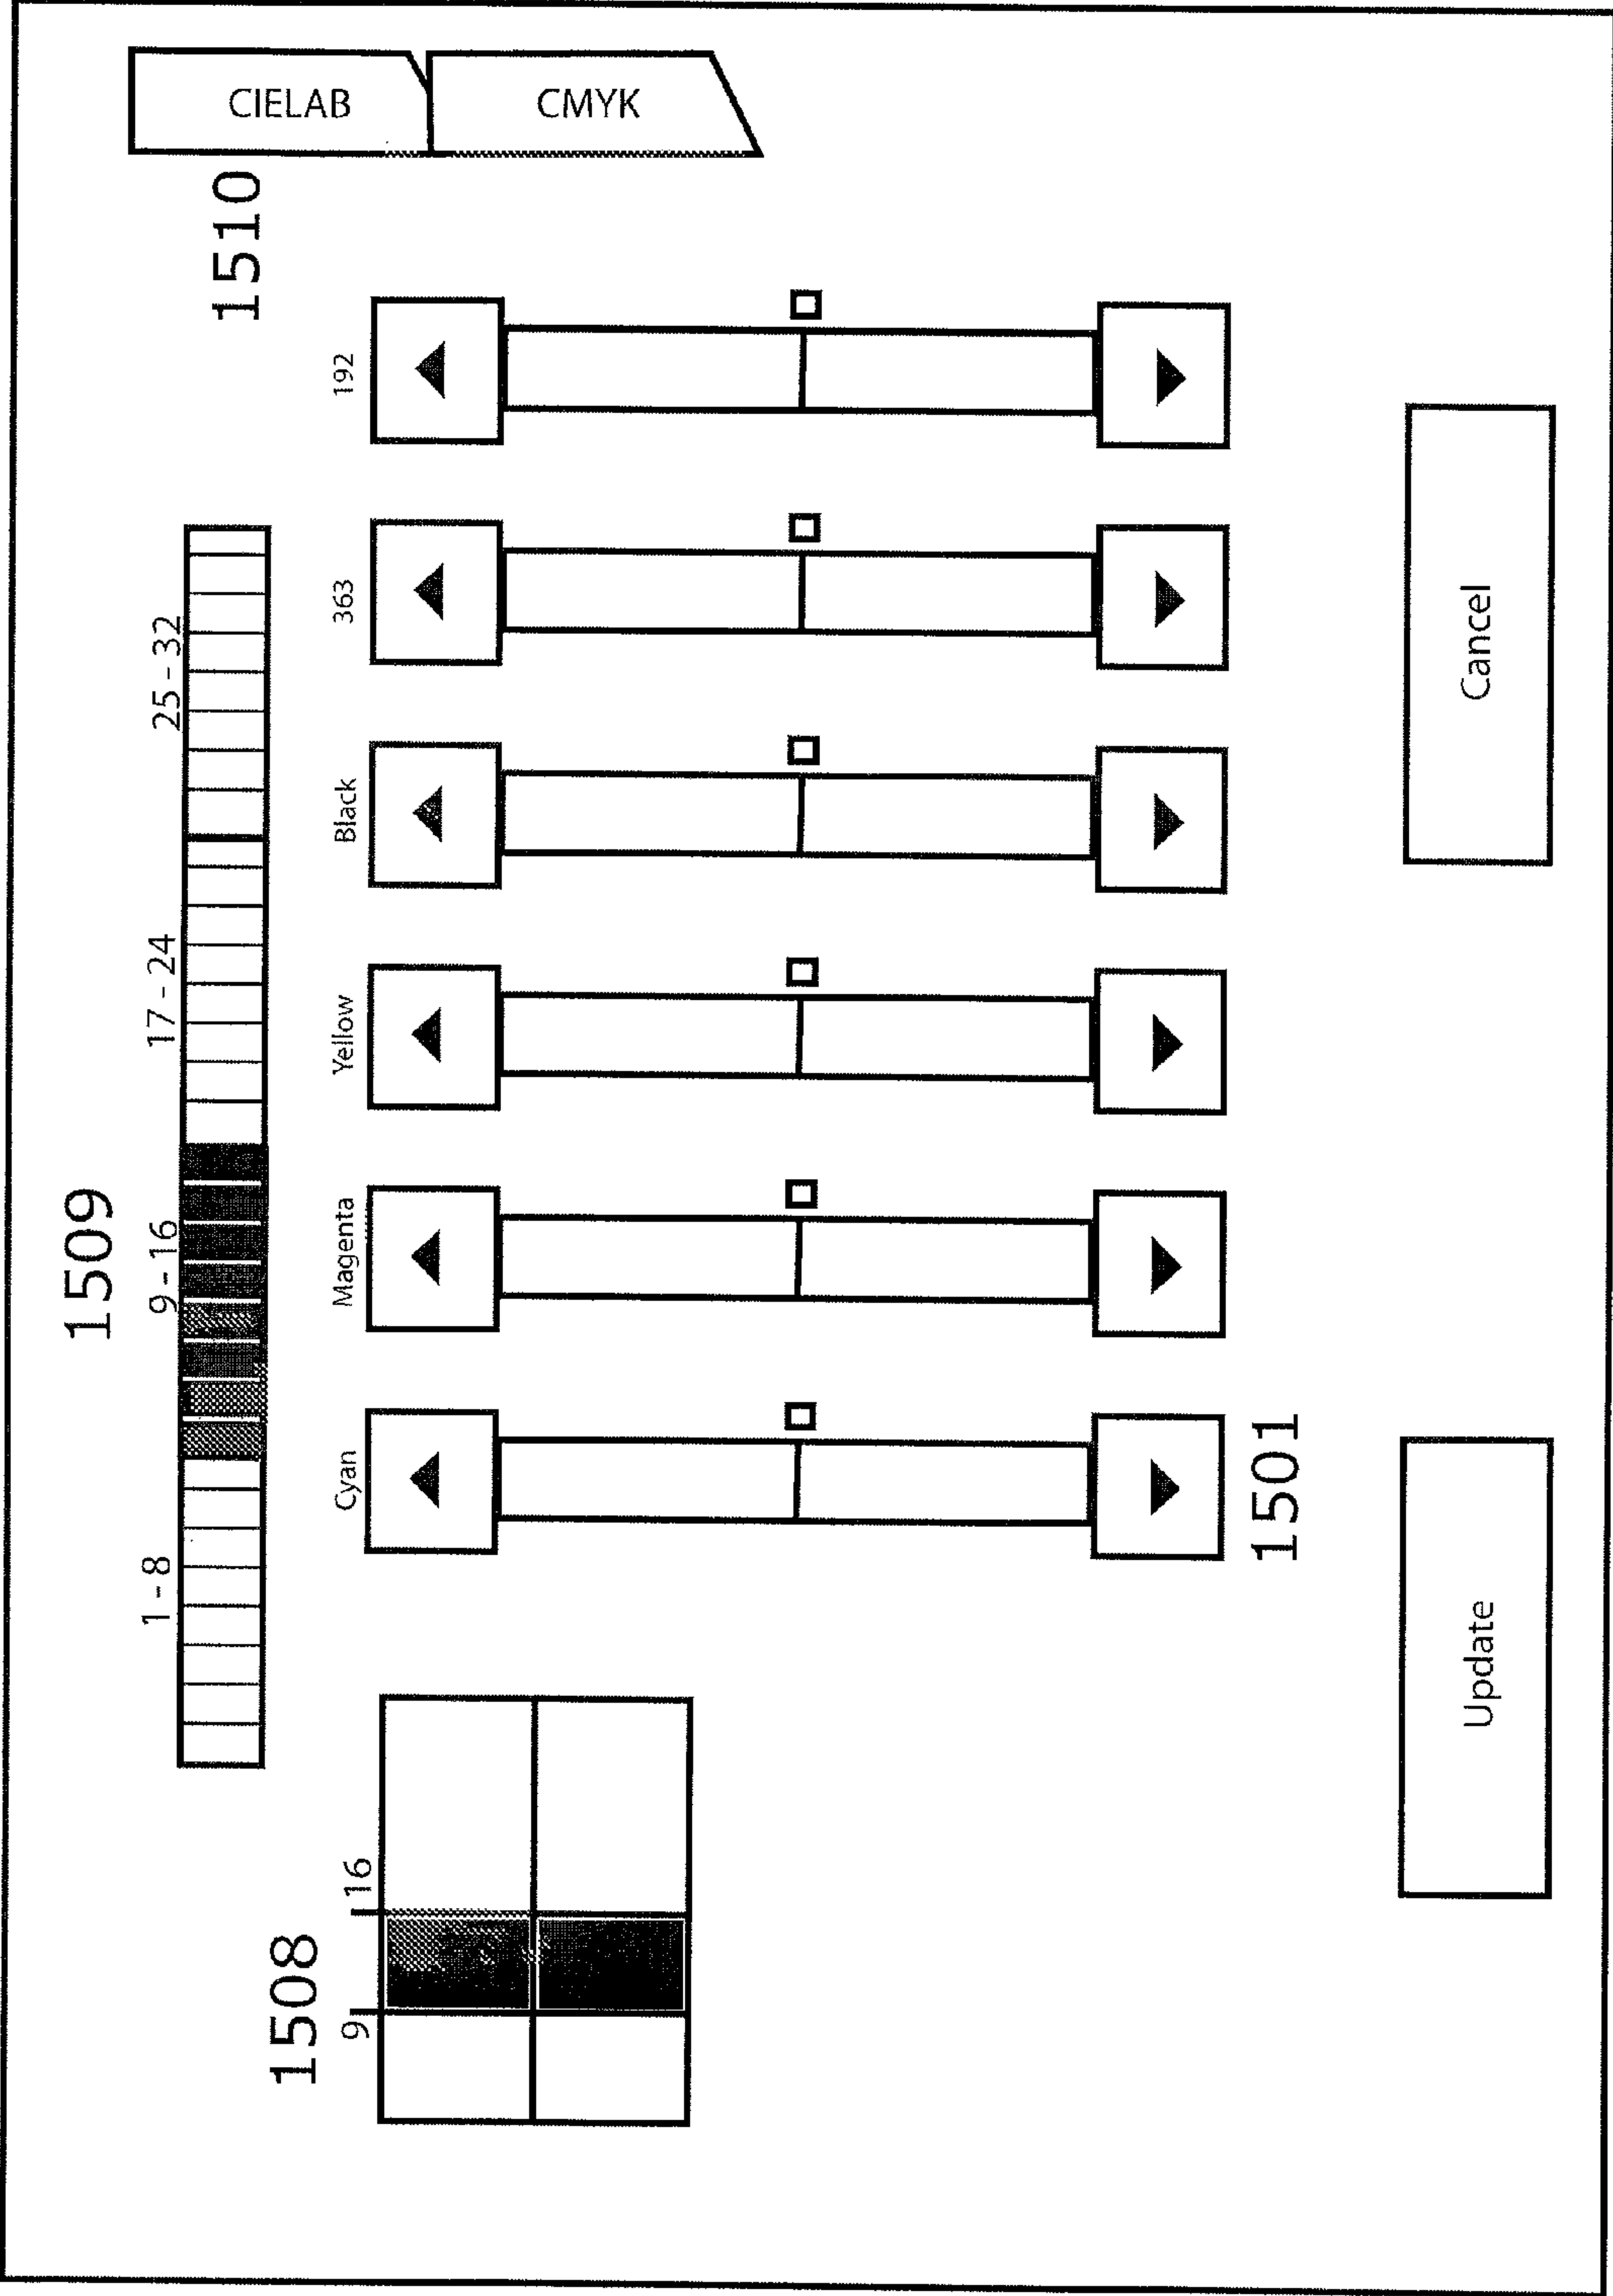 1509
1-8 9-16 17-24 25-32
1510
CIELAB
CMYK
1508
9 16
Cyan Magenta Yellow Black 363 192
1501
Update Cancel